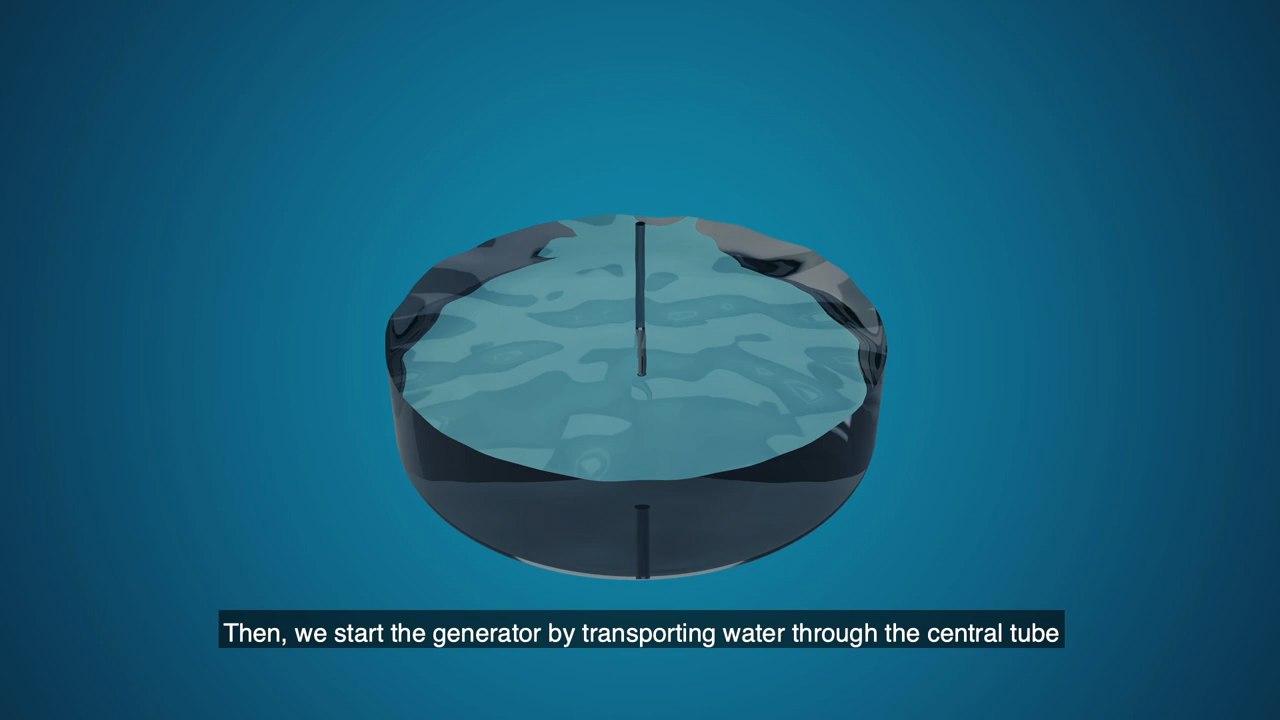 Then, we start the generator by transporting water through the central tube